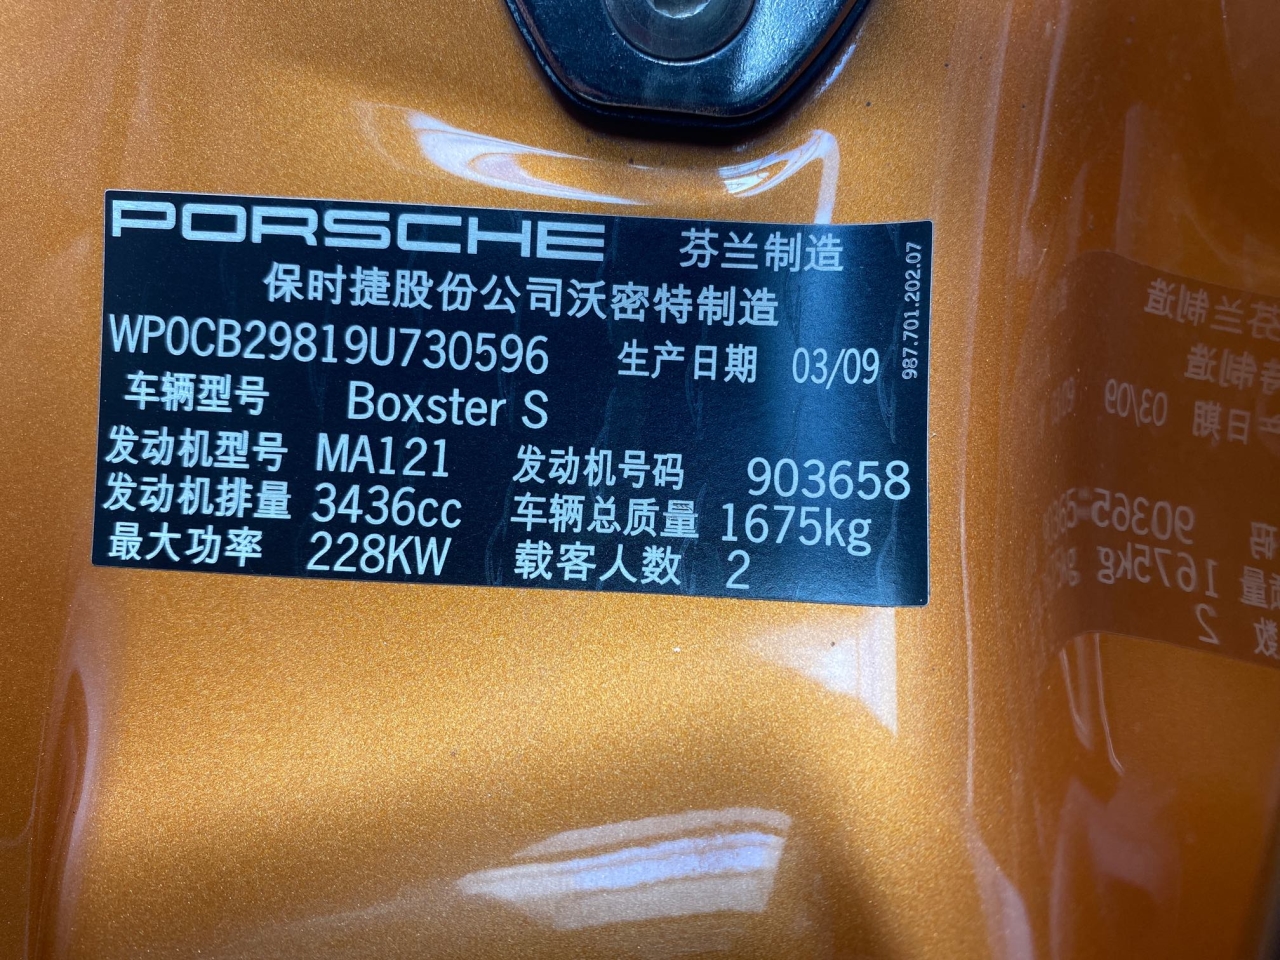 PORSCHE 芬兰制造
保时捷股份公司沃密特制造
WP0CB29819U730596 生产日期 03/09
车辆型号 Boxster S
发动机型号 MA121 发动机号码 903658
发动机排量 3436cc 车辆总质量 1675kg
最大功率 228KW 载客人数 2
987.701.202.07